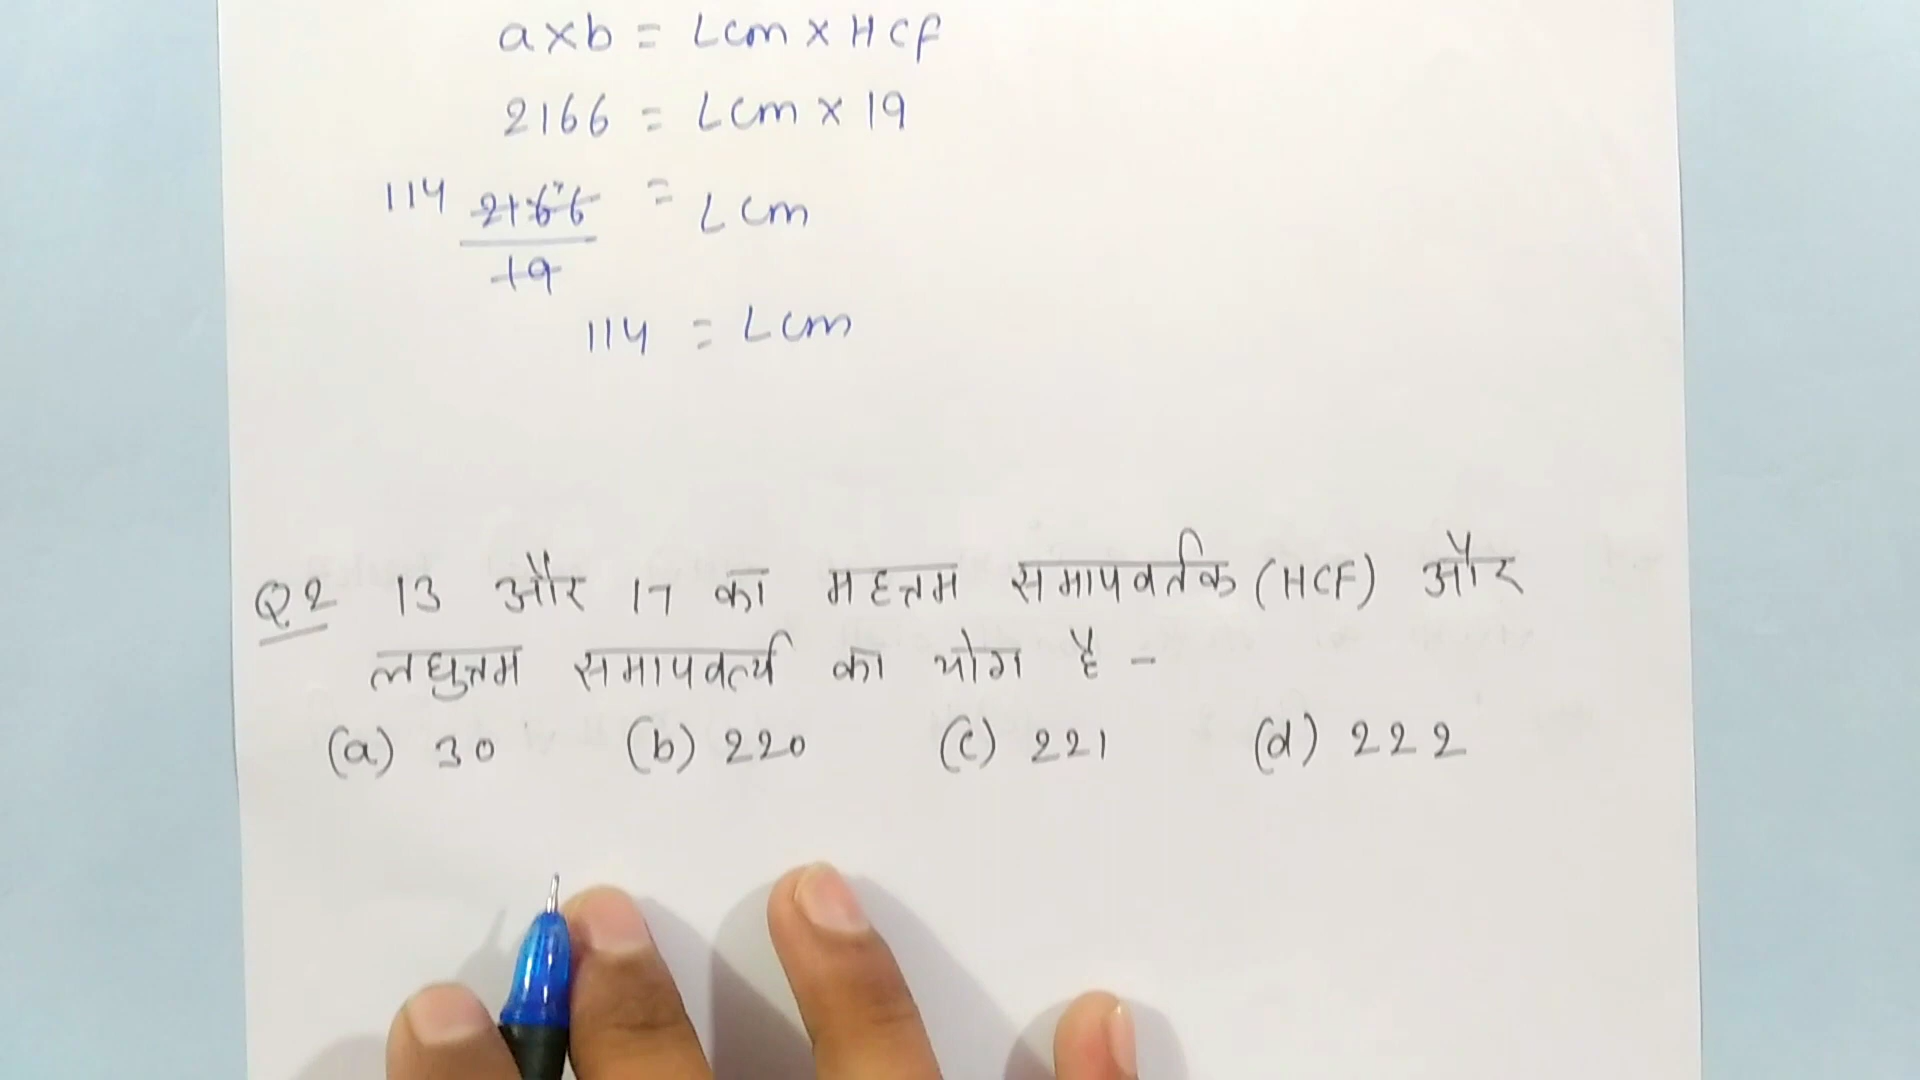 a×b = Lcm × HCF
2166 = Lcm × 19
114 2166 = Lcm
19
114 = Lcm
Q2 13 और 17 का महत्तम समापवर्तक (HCF) और
लघुत्तम समापवर्त्य का योग है -
(a) 30 (b) 220 (c) 221 (d) 222